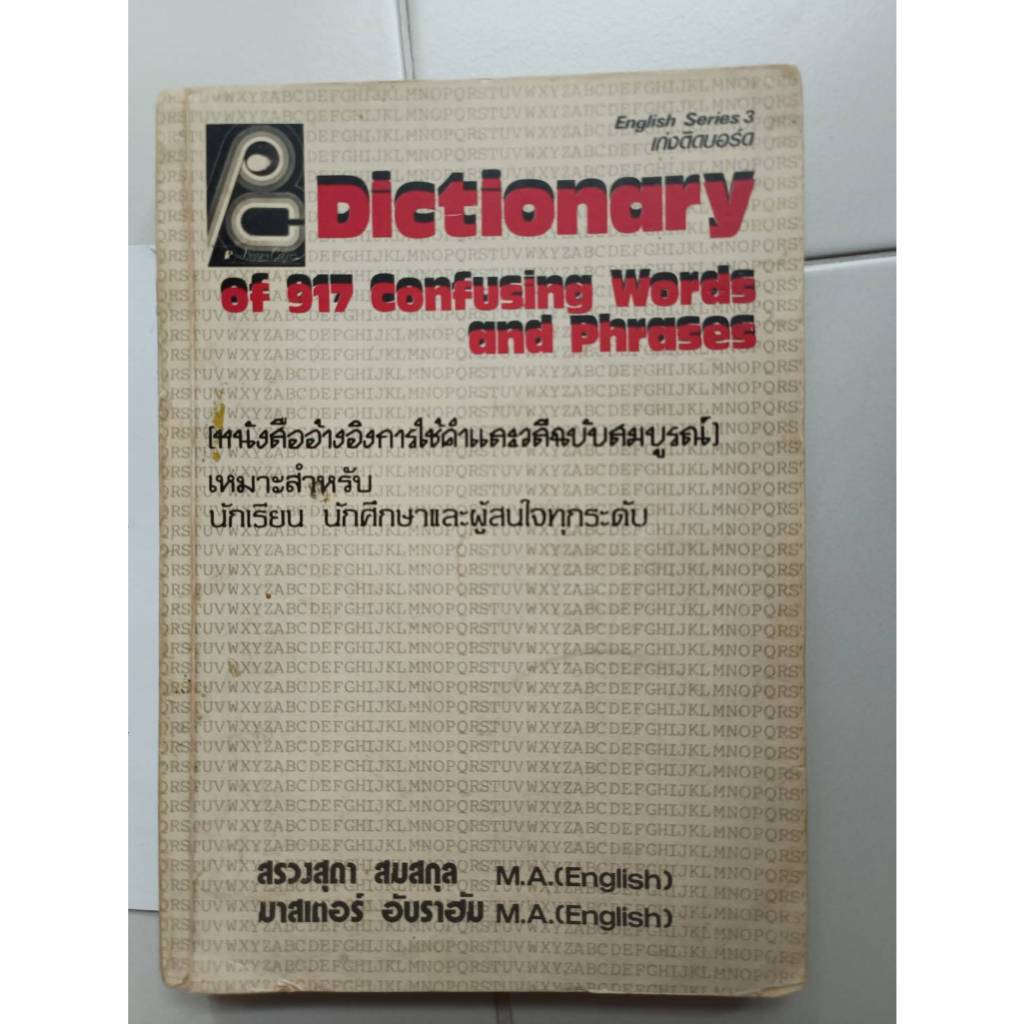 English Series 3
เก่งติดบอร์ด
PC
Dictionary
of 917 Confusing Words
and Phrases
[หนังสืออ้างอิงการใช้คำและวลีฉบับสมบูรณ์]
เหมาะสำหรับ
นักเรียน นักศึกษาและผู้สนใจทุกระดับ
สรวงสุดา สมสกุล M.A.(English)
มาสเตอร์ อับราฮัม M.A.(English)